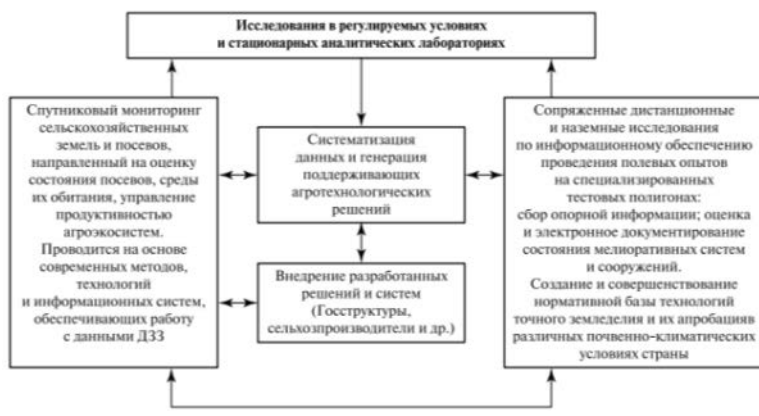 Исследования в регулируемых условиях
и стационарных аналитических лабораториях
Спутниковый мониторинг
сельскохозяйственных
земель и посевов,
направленный на оценку
состояния посевов, среды
их обитания, управление
продуктивностью
агроэкосистем.
Проводится на основе
современных методов,
технологий
и информационных систем,
обеспечивающих работу
с данными ДЗЗ
Систематизация
данных и генерация
поддерживающих
агротехнологических
решений
Внедрение разработанных
решений и систем
(Госструктуры,
сельхозпроизводители и др.)
Сопряженные дистанционные
и наземные исследования
по информационному обеспечению
проведения полевых опытов
на специализированных
тестовых полигонах:
сбор опорной информации; оценка
и электронное документирование
состояния мелиоративных систем
и сооружений.
Создание и совершенствование
нормативной базы технологий
точного земледелия и их апробацияв
различных почвенно-климатических
условиях страны